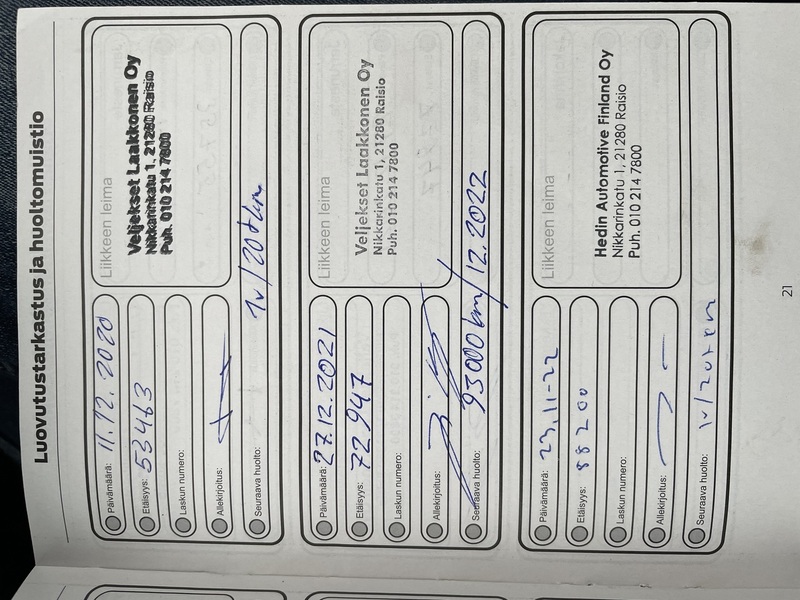 Luovutustarkastus ja huoltomuistio
Päivämäärä: 11.12.2020
Etäisyys: 53463
Laskun numero:
Allekirjoitus:
Seuraava huolto: 1v/20tkm
Liikkeen leima
Veljekset Laakkonen Oy
Nikkarinkatu 1, 21280 Raisio
Puh. 010 214 7800
Päivämäärä: 27.12.2021
Etäisyys: 72.947
Laskun numero:
Allekirjoitus:
Seuraava huolto: 93000 km/12.2022
Liikkeen leima
Veljekset Laakkonen Oy
Nikkarinkatu 1, 21280 Raisio
Puh. 010 214 7800
Päivämäärä: 23.11-22
Etäisyys: 88200
Laskun numero:
Allekirjoitus:
Seuraava huolto: 1v/20tkm
Liikkeen leima
Hedin Automotive Finland Oy
Nikkarinkatu 1, 21280 Raisio
Puh. 010 214 7800
21